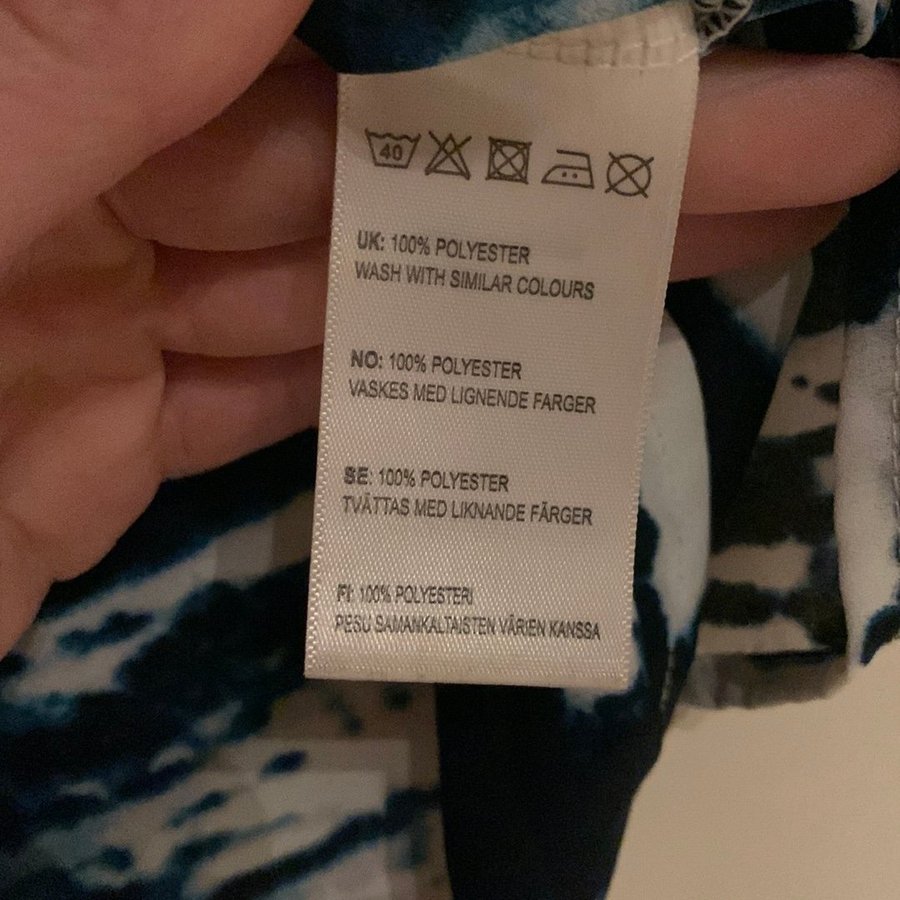 40
UK: 100% POLYESTER
WASH WITH SIMILAR COLOURS
NO: 100% POLYESTER
VASKES MED LIGNENDE FARGER
SE: 100% POLYESTER
TVÄTTAS MED LIKNANDE FÄRGER
FI: 100% POLYESTERI
PESU SAMANKALTAISTEN VÄRIEN KANSSA